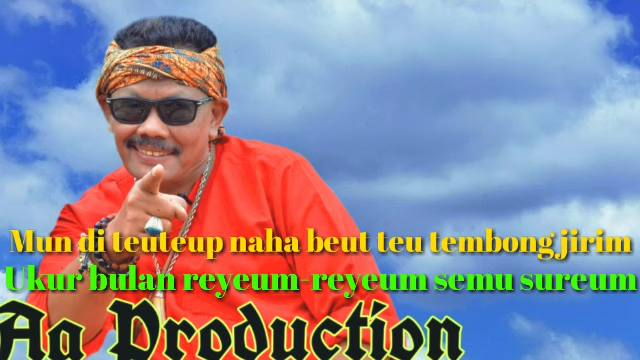 Mun di teuteup naha beut teu tembong jirim
Ukur bulan reyeum-reyeum semu sureum
Aa Production